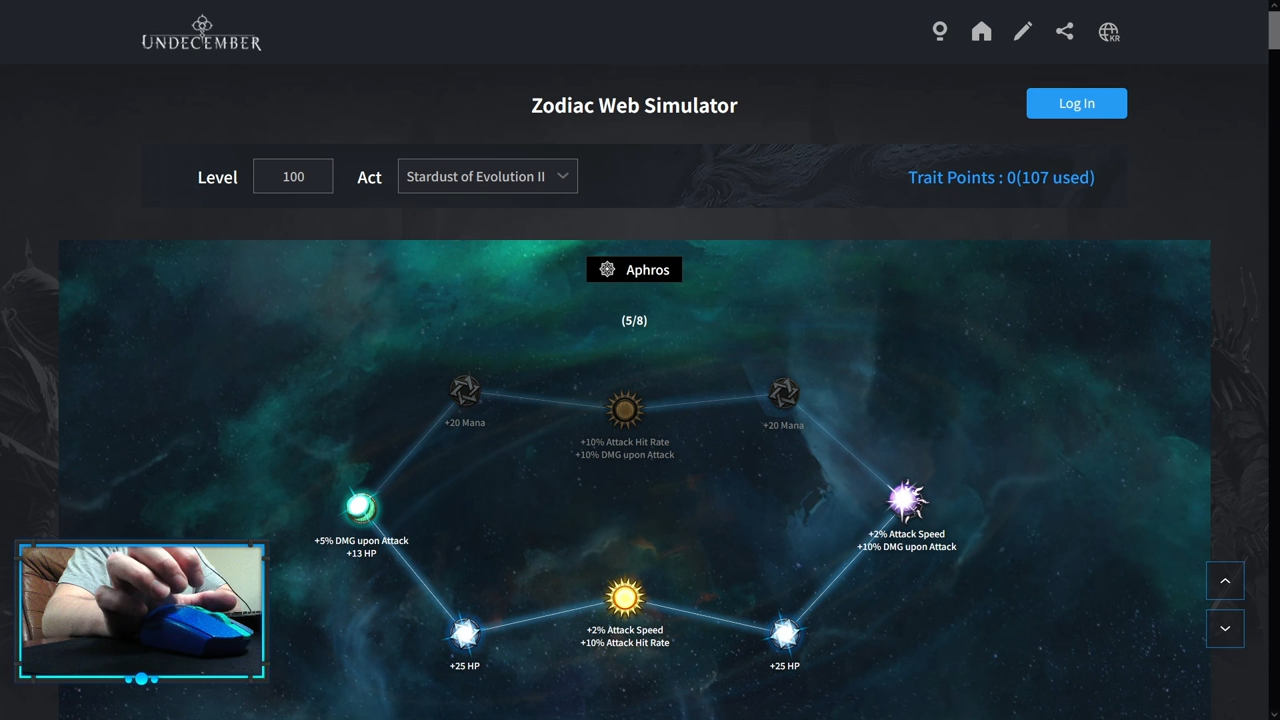 UNDECEMBER
KR
Zodiac Web Simulator
Log In
Level
100
Act
Stardust of Evolution II
Trait Points : 0(107 used)
Aphros
(5/8)
+20 Mana
+10% Attack Hit Rate
+10% DMG upon Attack
+20 Mana
+5% DMG upon Attack
+13 HP
+2% Attack Speed
+10% DMG upon Attack
+25 HP
+2% Attack Speed
+10% Attack Hit Rate
+25 HP